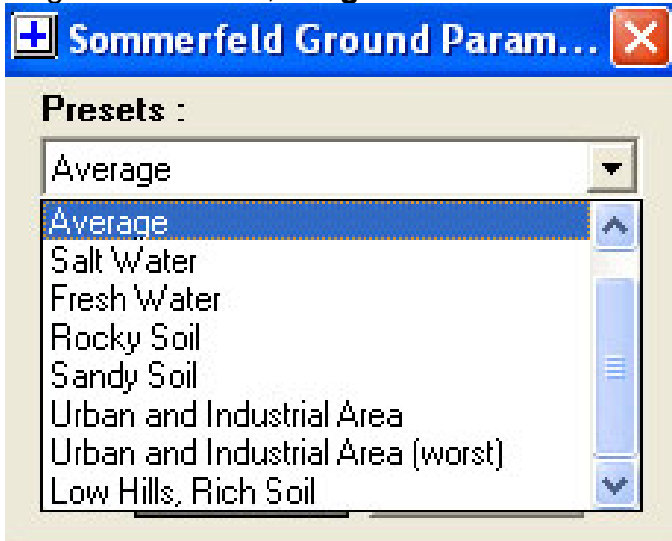 Sommerfeld Ground Param...
Presets :
Average
Average
Salt Water
Fresh Water
Rocky Soil
Sandy Soil
Urban and Industrial Area
Urban and Industrial Area (worst)
Low Hills, Rich Soil